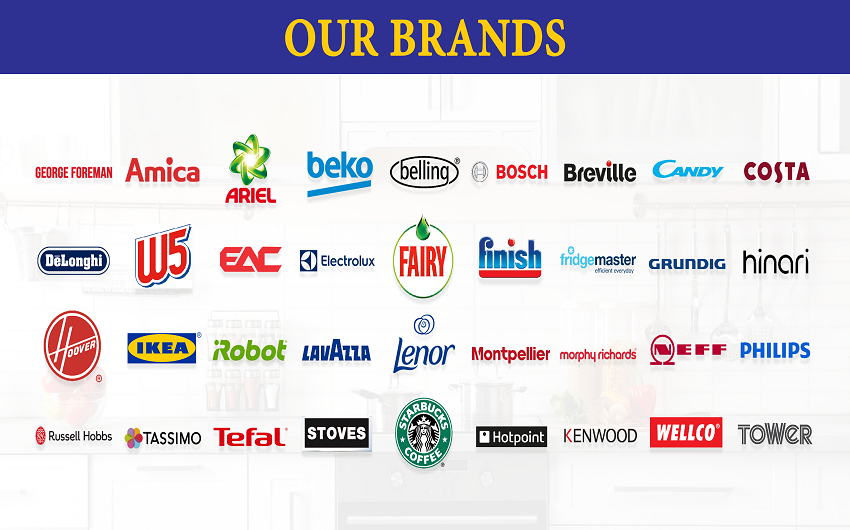 OUR BRANDS
GEORGE FOREMAN
Amica
ARIEL
beko
belling®
BOSCH
Breville
CANDY
COSTA
DeLonghi
W5
EAC
Electrolux
FAIRY
finish
fridgemaster
efficient everyday
GRUNDIG
hinari
HOOVER®
IKEA®
iRobot
LAVAZZA
Lenor
Montpellier
morphy richards®
NEFF
PHILIPS
Russell Hobbs
TASSIMO
Tefal
STOVES
STARBUCKS
COFFEE®
Hotpoint
KENWOOD
WELLCO®
TOWER